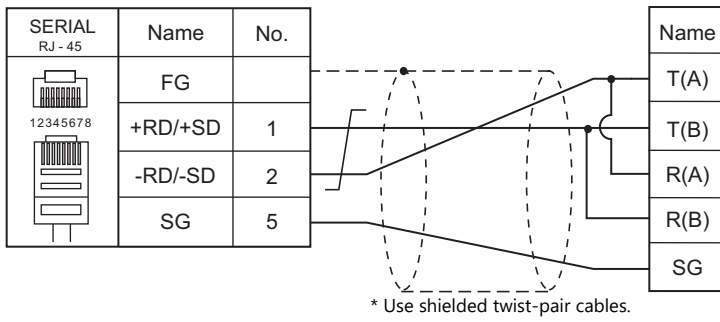 SERIAL Name No. Name
RJ - 45
FG T(A)
12345678
+RD/+SD 1 T(B)
-RD/-SD 2 R(A)
SG 5 R(B)
SG
* Use shielded twist-pair cables.